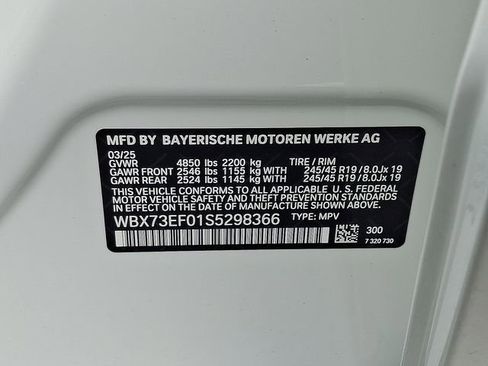 MFD BY BAYERISCHE MOTOREN WERKE AG
03/25
GVWR 4850 lbs 2200 kg TIRE / RIM
GAWR FRONT 2546 lbs 1155 kg WITH 245/45 R19 /8.0Jx 19
GAWR REAR 2524 lbs 1145 kg WITH 245/45 R19 /8.0Jx 19
THIS VEHICLE CONFORMS TO ALL APPLICABLE U. S. FEDERAL
MOTOR VEHICLE SAFETY AND THEFT PREVENTION STANDARDS
IN EFFECT ON THE DATE OF MANUFACTURE SHOWN ABOVE.
WBX73EF01S5298366 TYPE: MPV
300
7 320 730